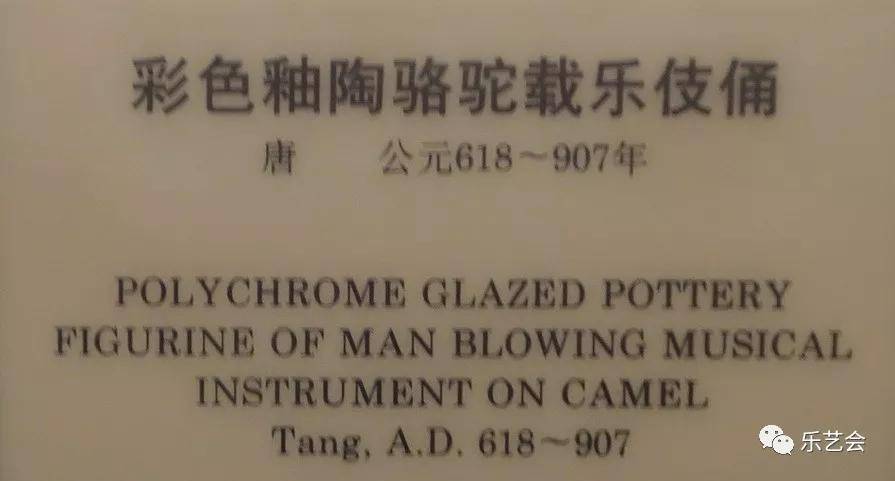 彩色釉陶骆驼载乐伎俑
唐 公元618～907年
POLYCHROME GLAZED POTTERY
FIGURINE OF MAN BLOWING MUSICAL
INSTRUMENT ON CAMEL
Tang, A.D. 618～907
乐艺会